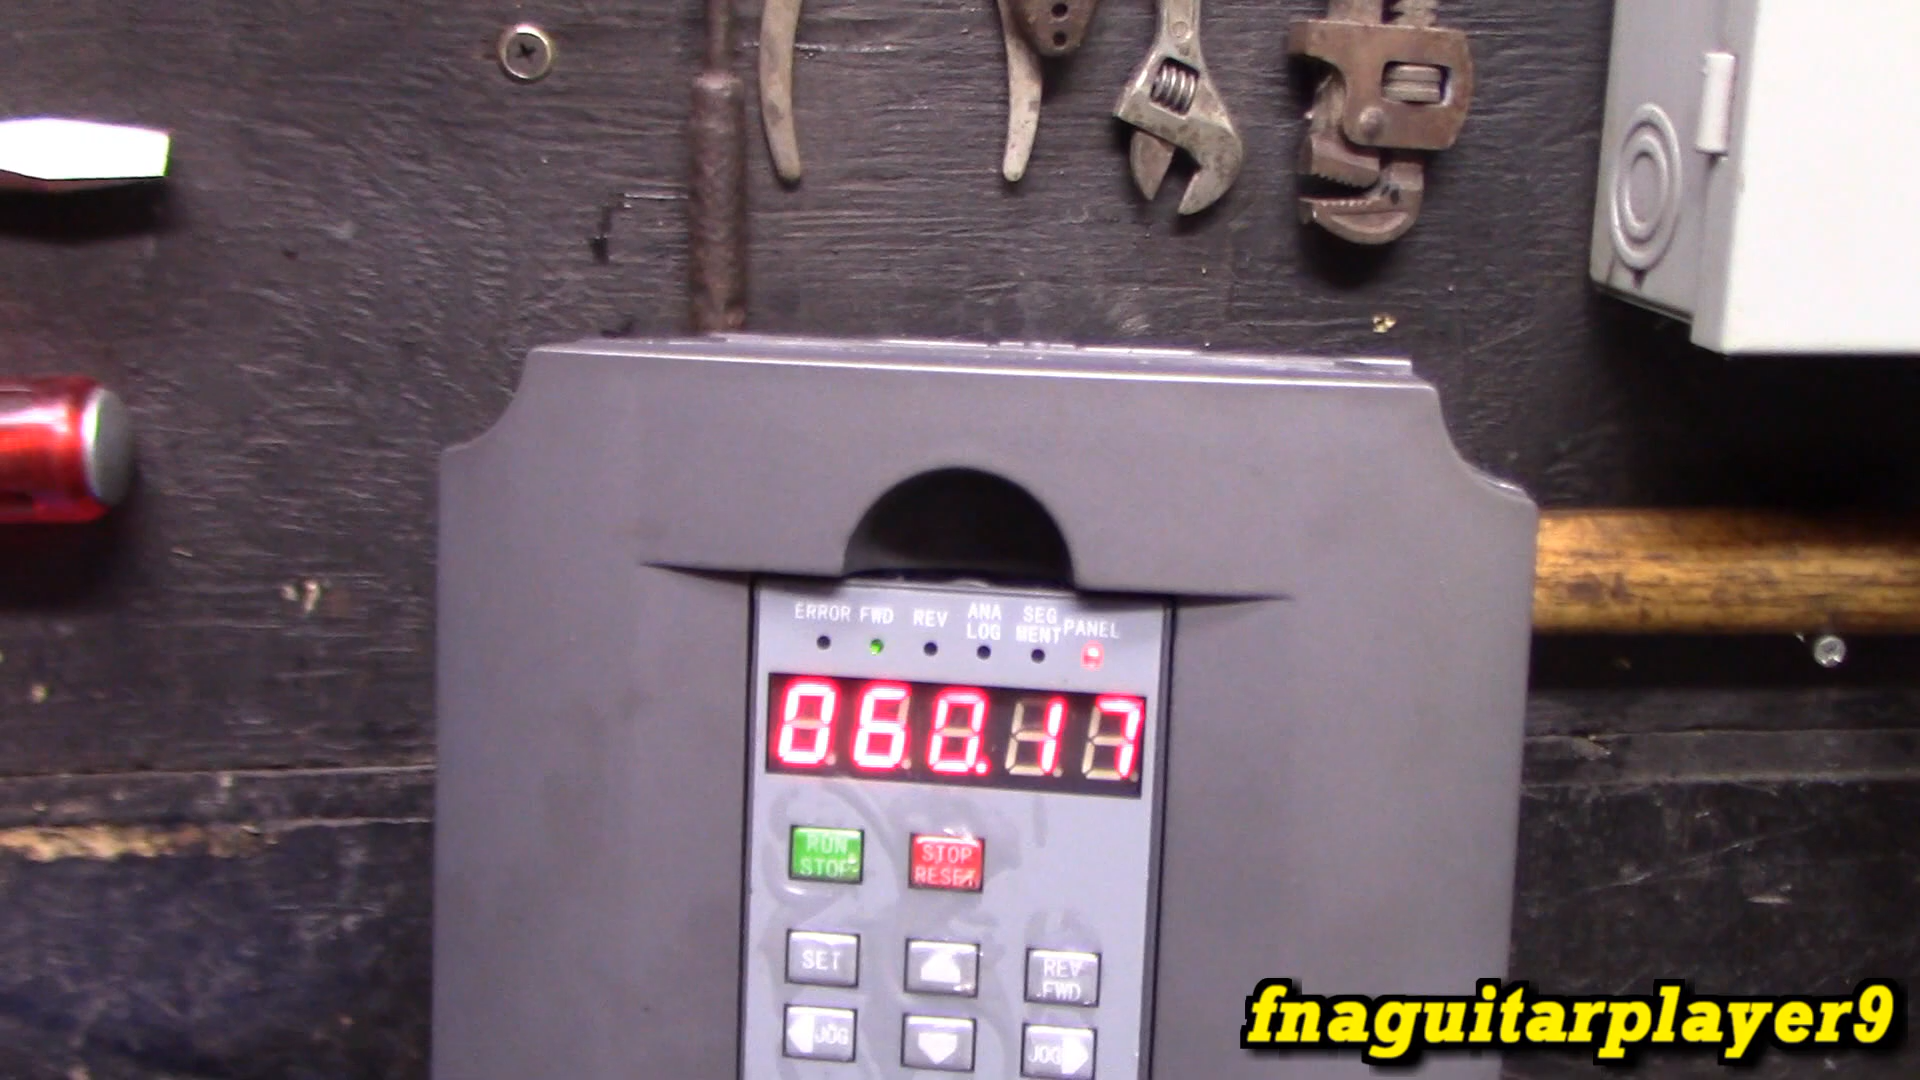 ERROR FWD REV ANA LOG SEG MENT PANEL
060.17
RUN STOP
STOP RESET
SET
REV FWD
JOG
JOG
fnaguitarplayer9